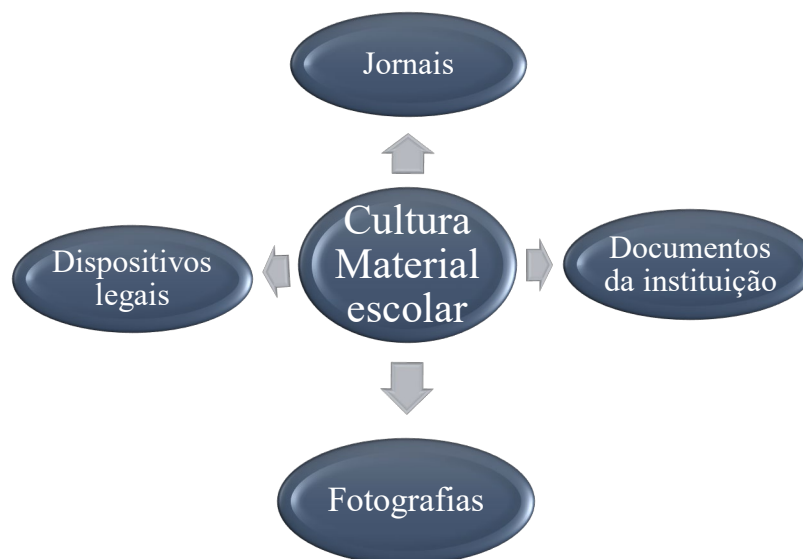 Jornais
Dispositivos
legais
Cultura
Material
escolar
Documentos
da instituição
Fotografias